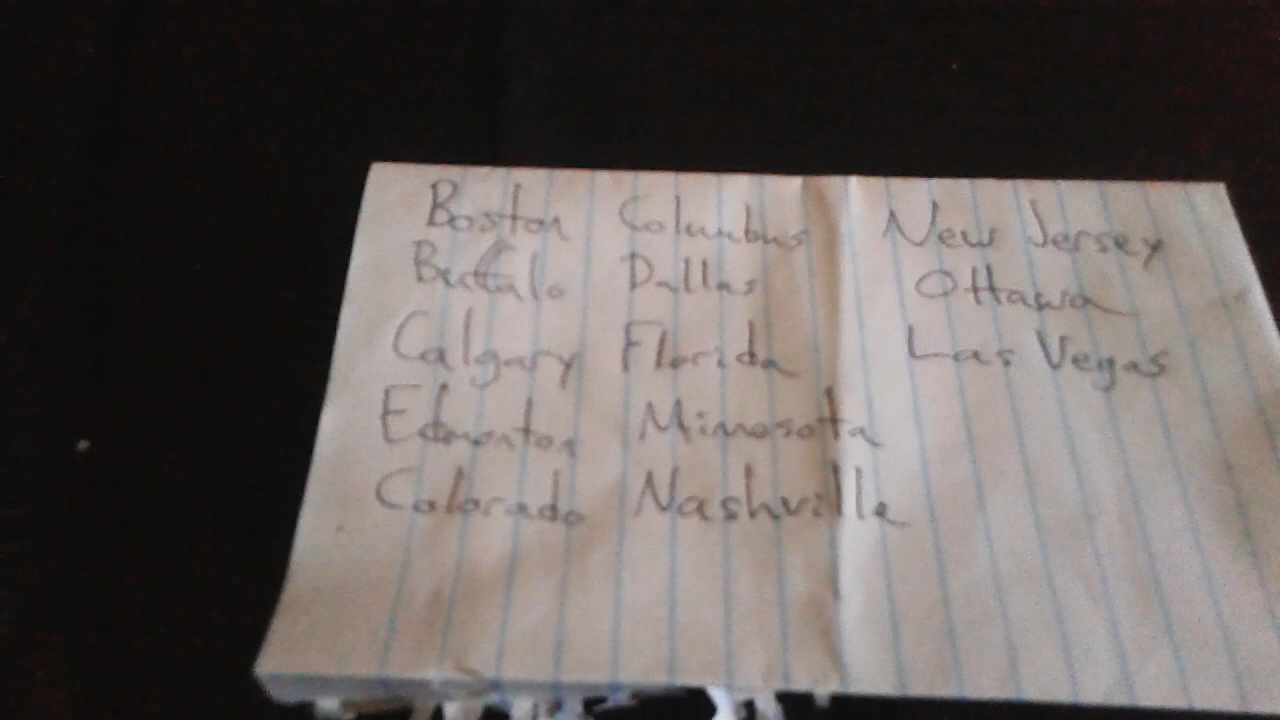 Boston Columbus New Jersey
Buffalo Dallas Ottawa
Calgary Florida Las Vegas
Edmonton Minnesota
Colorado Nashville